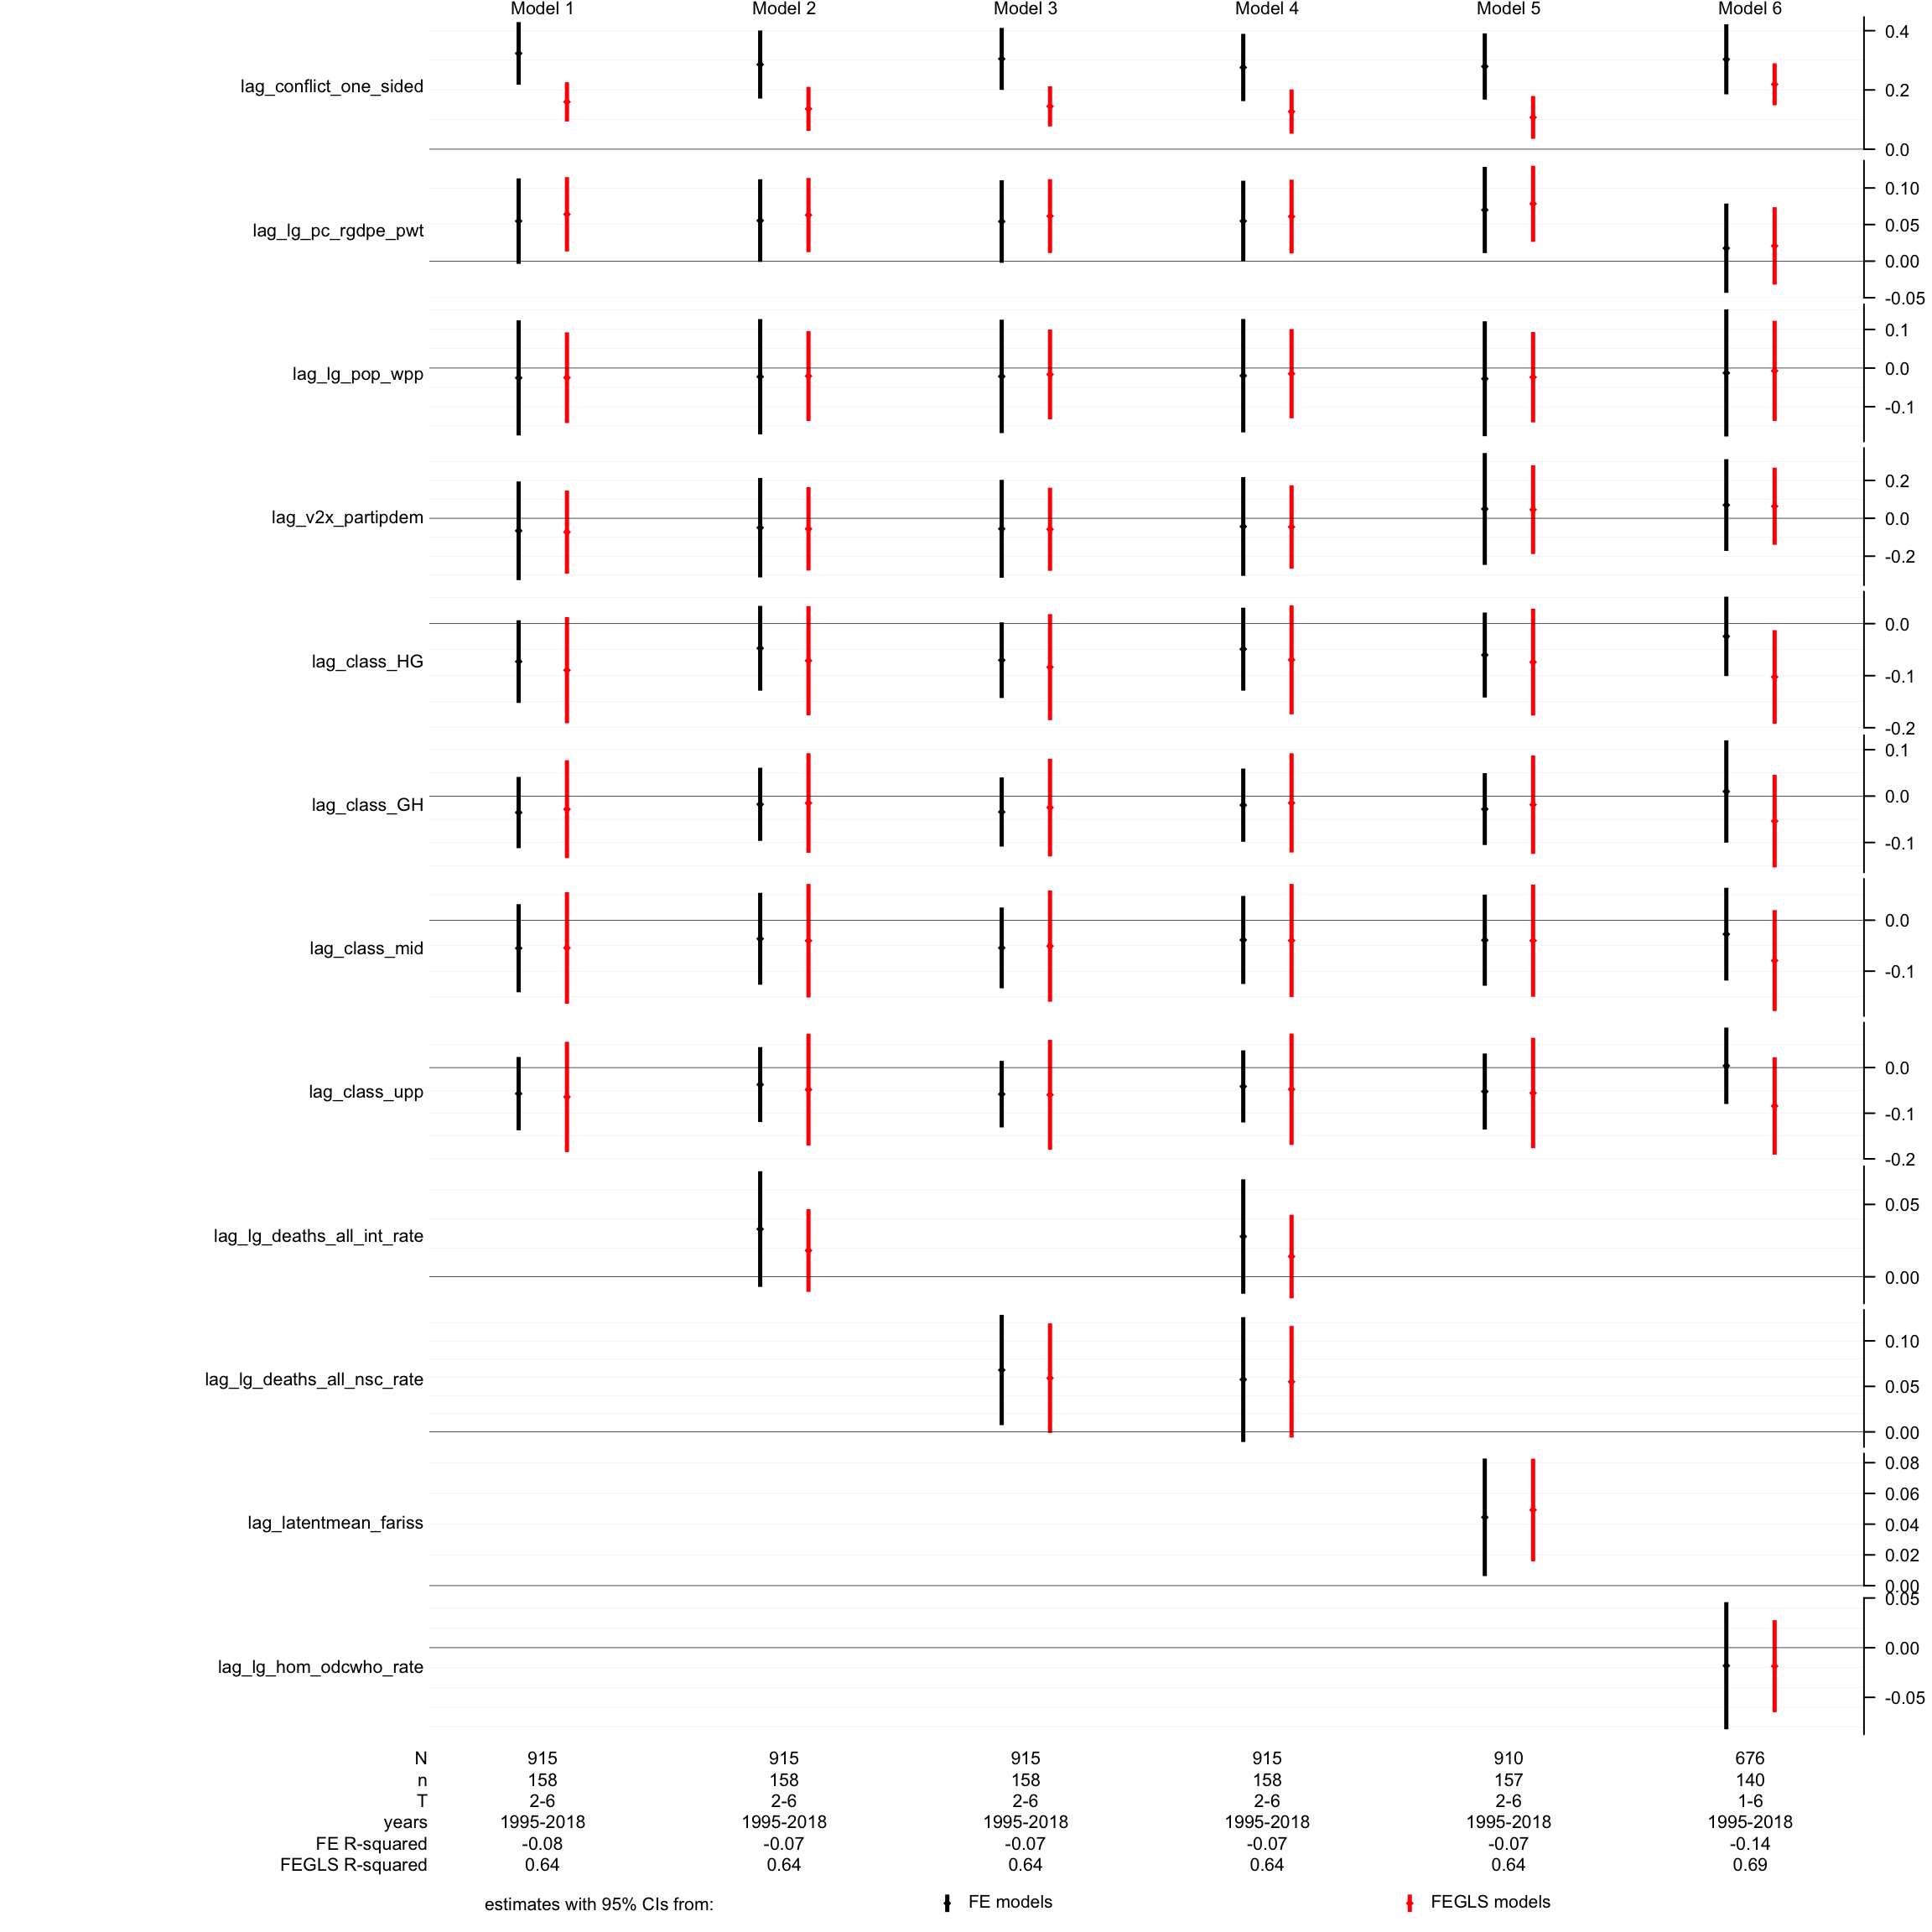 Model 1 Model 2 Model 3 Model 4 Model 5 Model 6
lag_conflict_one_sided
0.4
0.2
0.0
lag_lg_pc_rgdpe_pwt
0.10
0.05
0.00
-0.05
lag_lg_pop_wpp
0.1
0.0
-0.1
lag_v2x_partipdem
0.2
0.0
-0.2
lag_class_HG
0.0
-0.1
-0.2
lag_class_GH
0.1
0.0
-0.1
lag_class_mid
0.0
-0.1
lag_class_upp
0.0
-0.1
-0.2
lag_lg_deaths_all_int_rate
0.05
0.00
lag_lg_deaths_all_nsc_rate
0.10
0.05
0.00
lag_latentmean_fariss
0.08
0.06
0.04
0.02
0.00
lag_lg_hom_odcwho_rate
0.05
0.00
-0.05
N 915 915 915 915 910 676
n 158 158 158 158 157 140
T 2-6 2-6 2-6 2-6 2-6 1-6
years 1995-2018 1995-2018 1995-2018 1995-2018 1995-2018 1995-2018
FE R-squared -0.08 -0.07 -0.07 -0.07 -0.07 -0.14
FEGLS R-squared 0.64 0.64 0.64 0.64 0.64 0.69
estimates with 95% CIs from: FE models FEGLS models